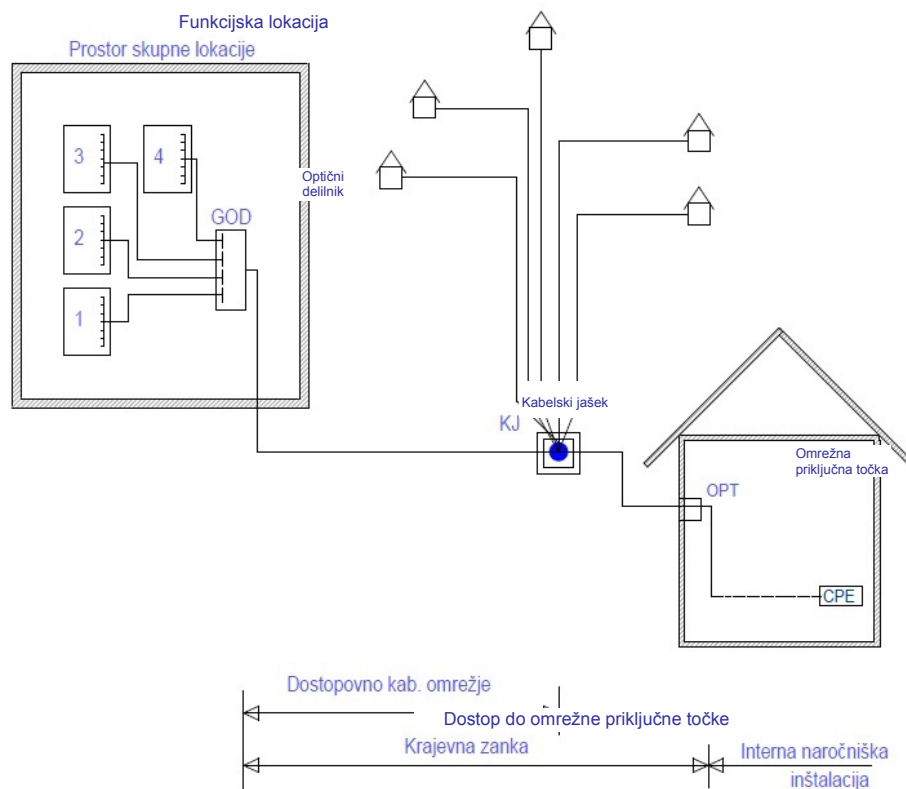 Funkcijska lokacija
Prostor skupne lokacije
3
4
Optični
delilnik
GOD
2
1
Kabelski jašek
KJ
Omrežna
priključna točka
OPT
CPE
Dostopovno kab. omrežje
Dostop do omrežne priključne točke
Krajevna zanka
Interna naročniška
inštalacija